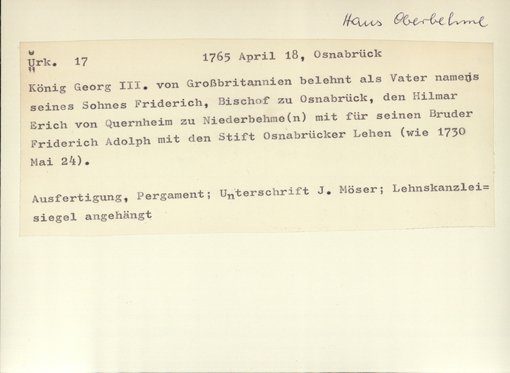 Haus Oberbehme
Urk. 17 1765 April 18, Osnabrück
König Georg III. von Großbritannien belehnt als Vater namens
seines Sohnes Friderich, Bischof zu Osnabrück, den Hilmar
Erich von Quernheim zu Niederbehme(n) mit für seinen Bruder
Friderich Adolph mit den Stift Osnabrücker Lehen (wie 1730
Mai 24).
Ausfertigung, Pergament; Unterschrift J. Möser; Lehnskanzlei=
siegel angehängt